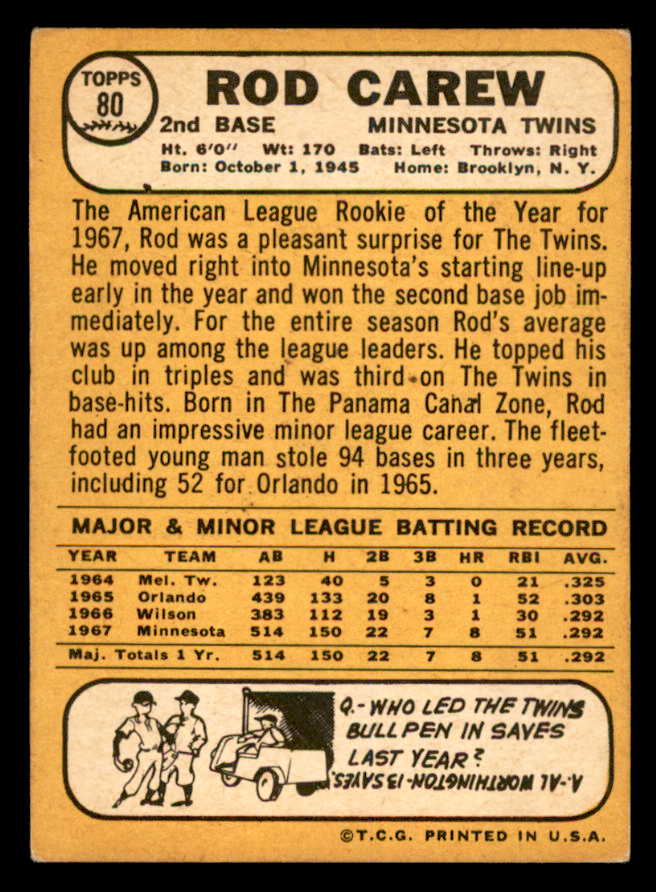 TOPPS
80
ROD CAREW
2nd BASE MINNESOTA TWINS
Ht. 6'0" Wt: 170 Bats: Left Throws: Right
Born: October 1, 1945 Home: Brooklyn, N. Y.
The American League Rookie of the Year for
1967, Rod was a pleasant surprise for The Twins.
He moved right into Minnesota's starting line-up
early in the year and won the second base job im-
mediately. For the entire season Rod's average
was up among the league leaders. He topped his
club in triples and was third on The Twins in
base-hits. Born in The Panama Canal Zone, Rod
had an impressive minor league career. The fleet-
footed young man stole 94 bases in three years,
including 52 for Orlando in 1965.
MAJOR & MINOR LEAGUE BATTING RECORD
YEAR TEAM AB H 2B 3B HR RBI AVG.
1964 Mel. Tw. 123 40 5 3 0 21 .325
1965 Orlando 439 133 20 8 1 52 .303
1966 Wilson 383 112 19 3 1 30 .292
1967 Minnesota 514 150 22 7 8 51 .292
Maj. Totals 1 Yr. 514 150 22 7 8 51 .292
Q.-WHO LED THE TWINS
BULLPEN IN SAVES
LAST YEAR?
A.-AL WORTHINGTON-13 SAVES.
©T.C.G. PRINTED IN U.S.A.